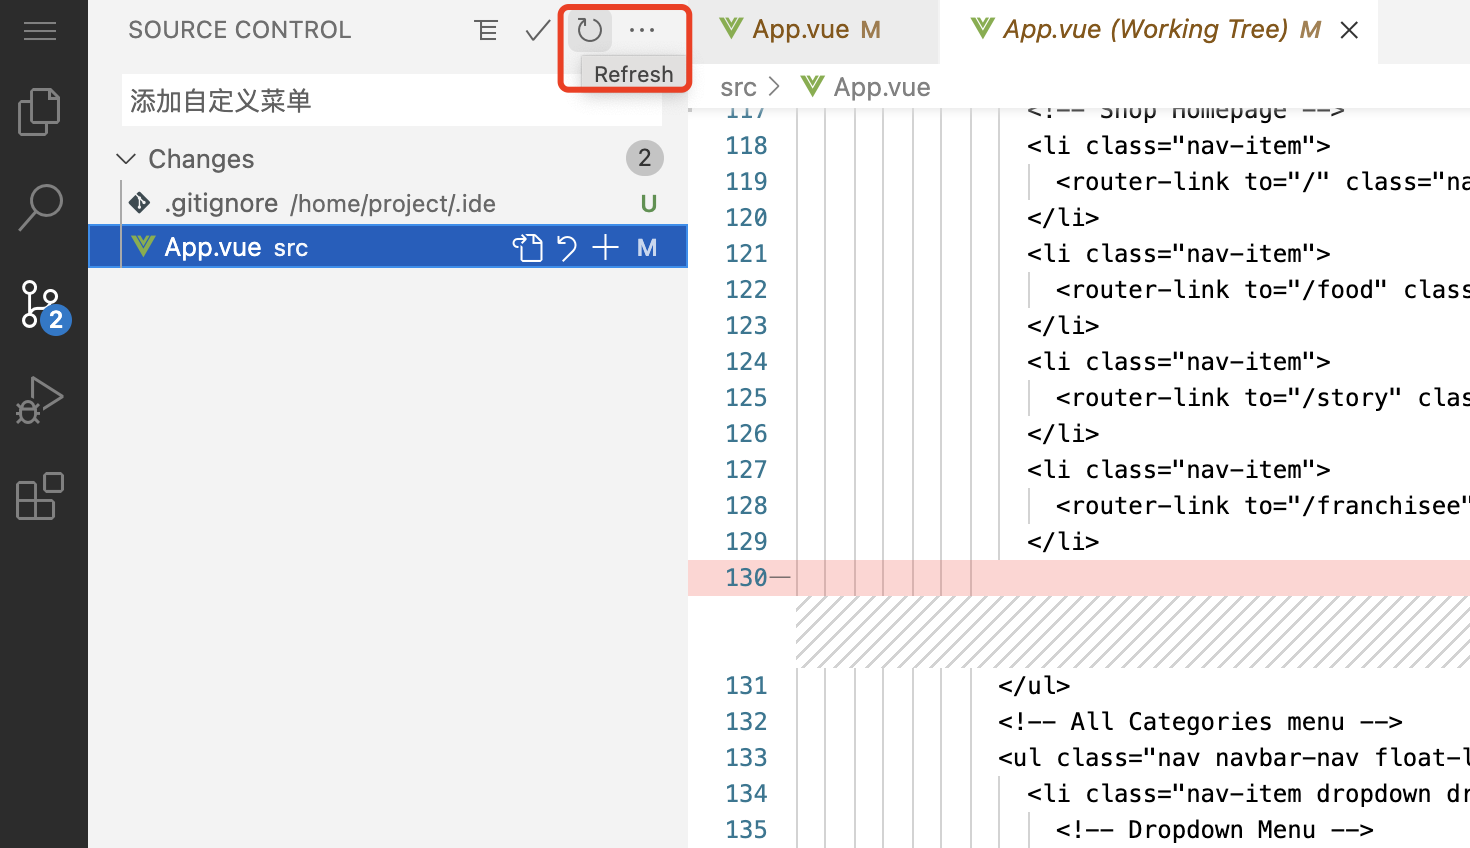 SOURCE CONTROL
Refresh
添加自定义菜单
Changes 2
.gitignore /home/project/.ide U
App.vue src M
2
App.vue M
App.vue (Working Tree) M
src > App.vue
117 <!-- Shop Homepage -->
118 <li class="nav-item">
119 <router-link to="/" class="na
120 </li>
121 <li class="nav-item">
122 <router-link to="/food" class
123 </li>
124 <li class="nav-item">
125 <router-link to="/story" clas
126 </li>
127 <li class="nav-item">
128 <router-link to="/franchisee"
129 </li>
130—
131 </ul>
132 <!-- All Categories menu -->
133 <ul class="nav navbar-nav float-l
134 <li class="nav-item dropdown dr
135 <!-- Dropdown Menu -->